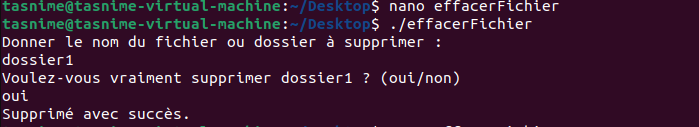 tasnime@tasnime-virtual-machine:~/Desktop$ nano effacerFichier
tasnime@tasnime-virtual-machine:~/Desktop$ ./effacerFichier
Donner le nom du fichier ou dossier à supprimer :
dossier1
Voulez-vous vraiment supprimer dossier1 ? (oui/non)
oui
Supprimé avec succès.